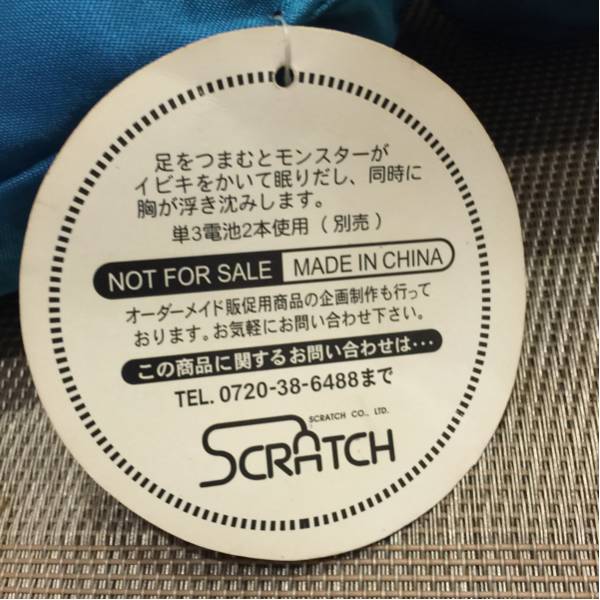 足をつまむとモンスターが
イビキをかいて眠りだし、同時に
胸が浮き沈みします。
単3電池2本使用（別売）
NOT FOR SALE MADE IN CHINA
オーダーメイド販促用商品の企画制作も行って
おります。お気軽にお問い合わせ下さい。
この商品に関するお問い合わせは・・・
TEL. 0720-38-6488まで
SCRATCH CO., LTD.
SCRATCH